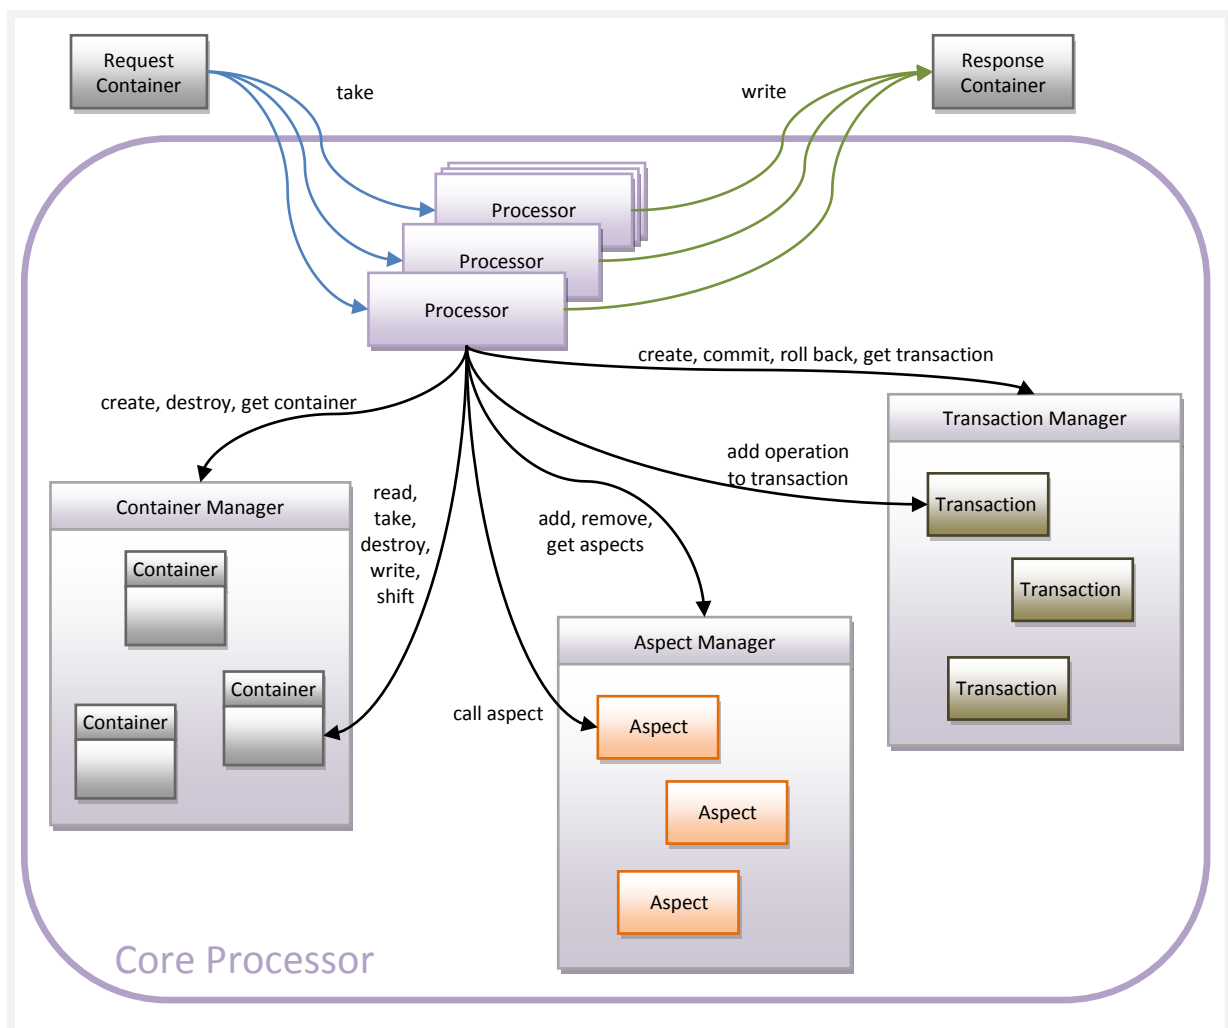 Request
Container
take
write
Response
Container
Processor
Processor
Processor
create, commit, roll back, get transaction
create, destroy, get container
Transaction Manager
add operation
to transaction
Transaction
Transaction
Transaction
Container Manager
Container
Container
Container
read,
take,
destroy,
write,
shift
add, remove,
get aspects
Aspect Manager
call aspect
Aspect
Aspect
Aspect
Core Processor